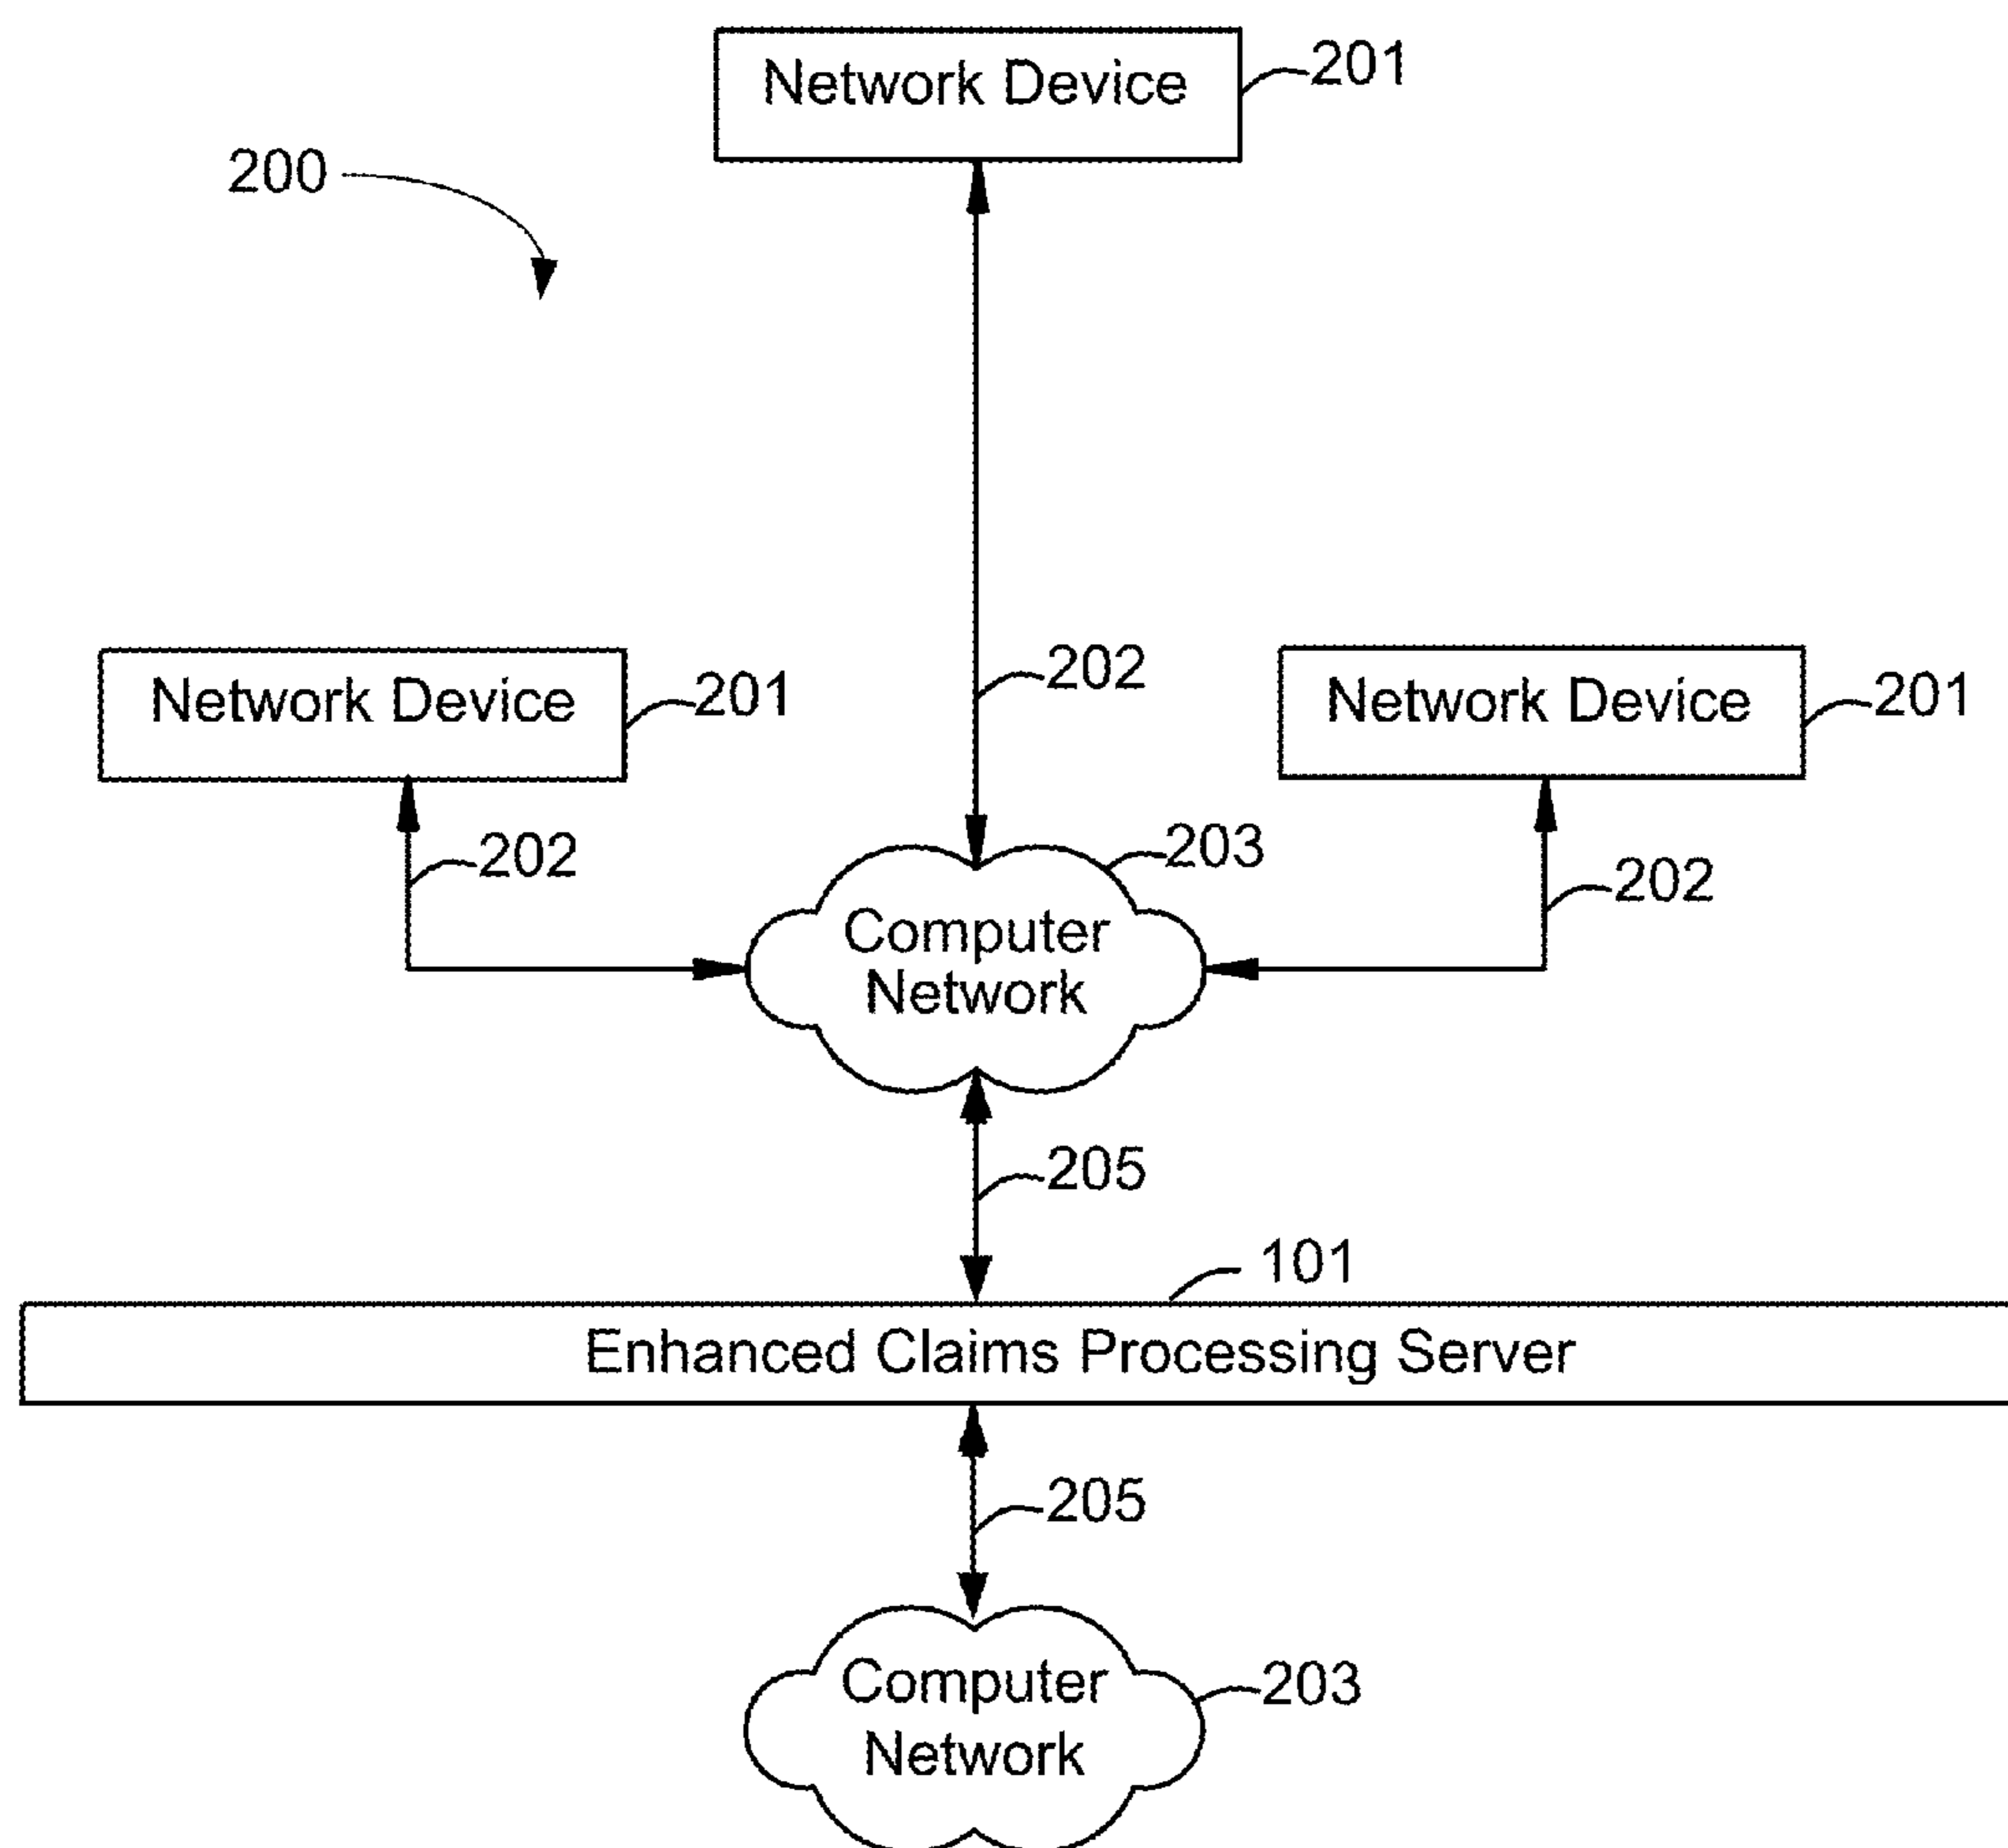 Network Device
201
200
202
Network Device
201
Network Device
201
202
203
202
Computer
Network
205
101
Enhanced Claims Processing Server
205
Computer
Network
203